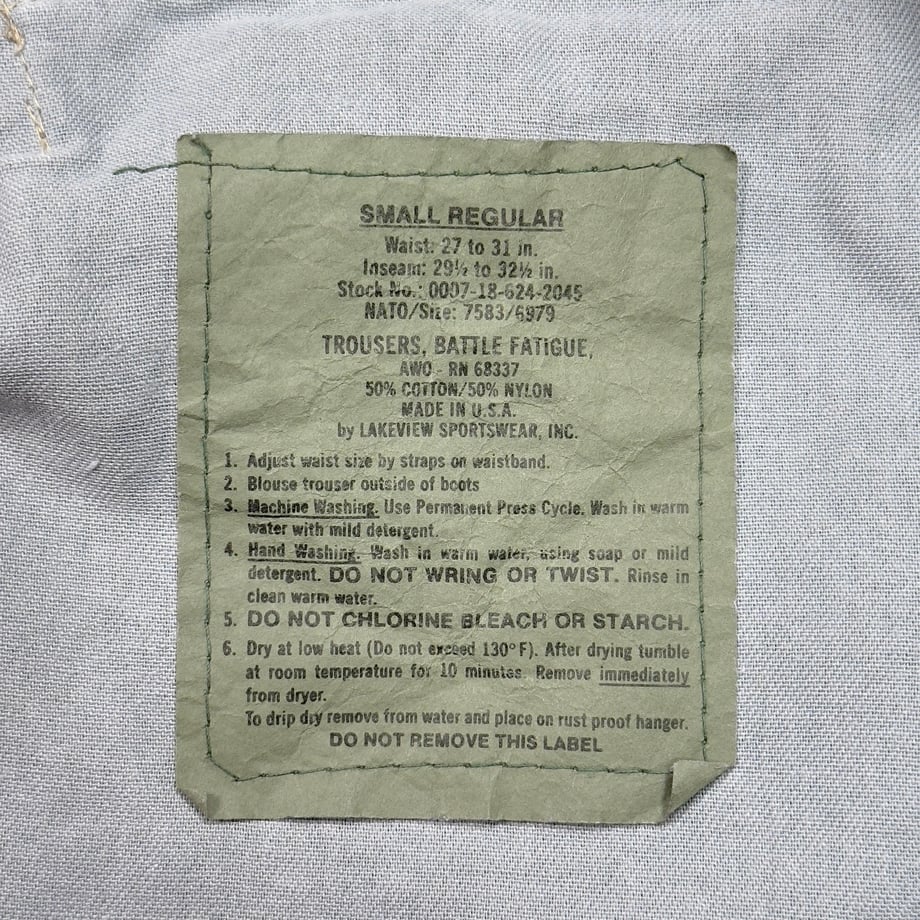 SMALL REGULAR
Waist: 27 to 31 in.
Inseam: 29½ to 32½ in.
Stock No.: 0007-18-624-2045
NATO/Size: 7583/6979
TROUSERS, BATTLE FATIGUE,
AWO - RN 68337
50% COTTON/50% NYLON
MADE IN U.S.A.
by LAKEVIEW SPORTSWEAR, INC.
1. Adjust waist size by straps on waistband.
2. Blouse trouser outside of boots
3. Machine Washing. Use Permanent Press Cycle. Wash in warm
water with mild detergent.
4. Hand Washing. Wash in warm water, using soap or mild
detergent. DO NOT WRING OR TWIST. Rinse in
clean warm water.
5. DO NOT CHLORINE BLEACH OR STARCH.
6. Dry at low heat (Do not exceed 130°F). After drying tumble
at room temperature for 10 minutes. Remove immediately
from dryer.
To drip dry remove from water and place on rust proof hanger.
DO NOT REMOVE THIS LABEL